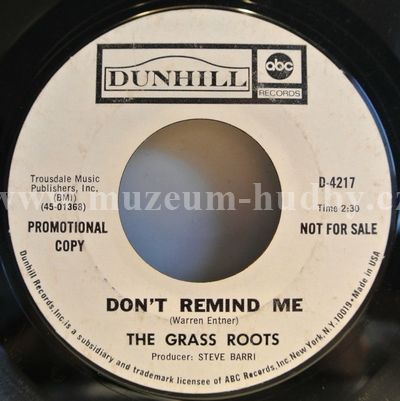 DUNHILL
abc
RECORDS
Trousdale Music
Publishers, Inc.
(BMI)
(45-01368)
D-4217
Time 2:30
www.muzeum-hudby.cz
PROMOTIONAL
COPY
NOT FOR SALE
DON'T REMIND ME
(Warren Entner)
THE GRASS ROOTS
Producer: STEVE BARRI
Dunhill Records, Inc. is a subsidiary and trademark licensee of ABC Records, Inc. New York, N.Y. 10019 • Made in USA